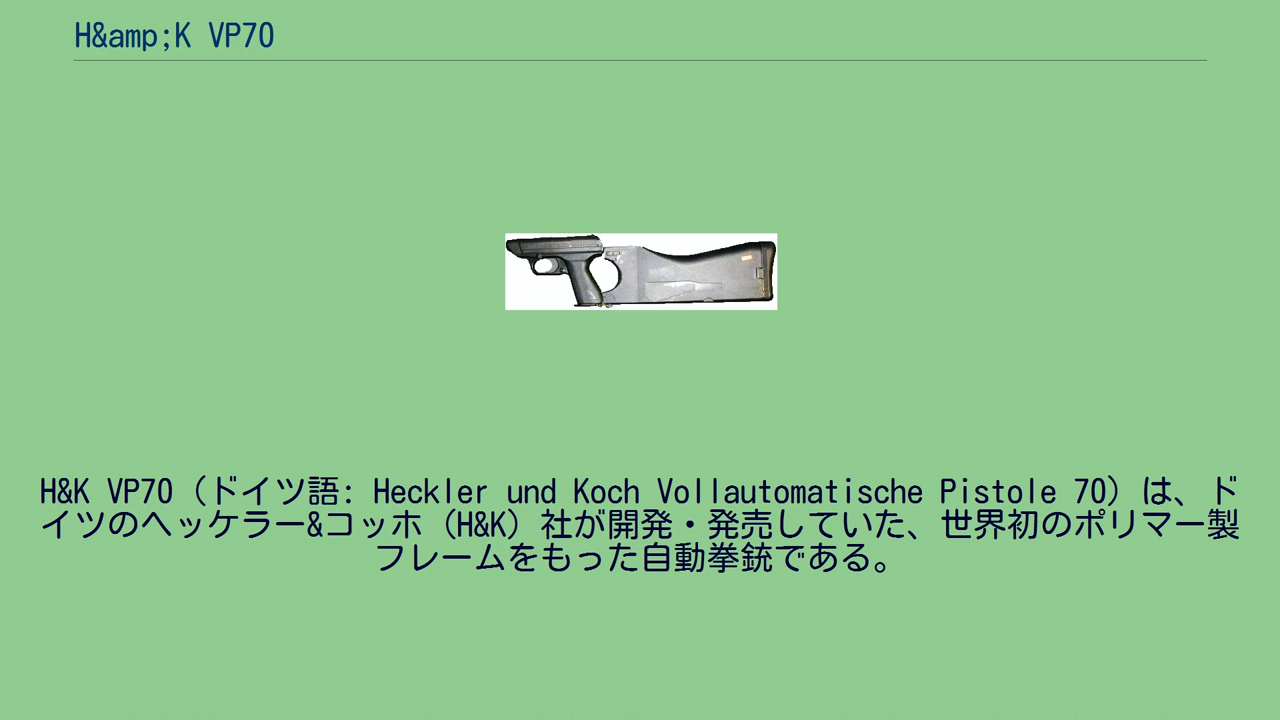 H&amp;K VP70
H&K VP70（ドイツ語: Heckler und Koch Vollautomatische Pistole 70）は、ド
イツのヘッケラー&コッホ（H&K）社が開発・発売していた、世界初のポリマー製
フレームをもった自動拳銃である。